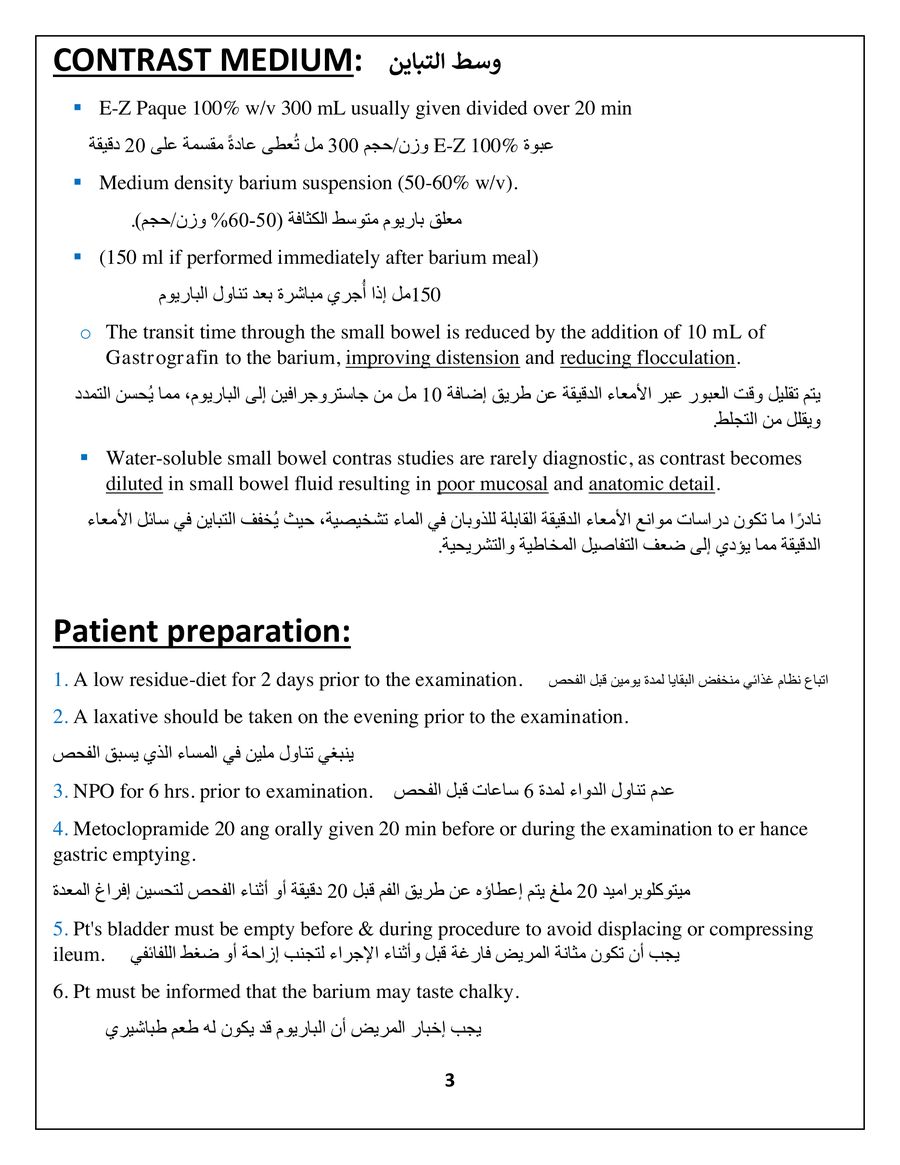 CONTRAST MEDIUM: وسط التباين
▪ E-Z Paque 100% w/v 300 mL usually given divided over 20 min
عبوة E-Z 100% وزن/حجم 300 مل تُعطى عادةً مقسمة على 20 دقيقة
▪ Medium density barium suspension (50-60% w/v).
معلق باريوم متوسط الكثافة (50-60% وزن/حجم).
▪ (150 ml if performed immediately after barium meal)
150مل إذا أُجري مباشرة بعد تناول الباريوم
o The transit time through the small bowel is reduced by the addition of 10 mL of
Gastrografin to the barium, improving distension and reducing flocculation.
يتم تقليل وقت العبور عبر الأمعاء الدقيقة عن طريق إضافة 10 مل من جاستروجرافين إلى الباريوم، مما يُحسن التمدد
ويقلل من التجلط.
▪ Water-soluble small bowel contras studies are rarely diagnostic, as contrast becomes
diluted in small bowel fluid resulting in poor mucosal and anatomic detail.
نادرًا ما تكون دراسات موانع الأمعاء الدقيقة القابلة للذوبان في الماء تشخيصية، حيث يُخفف التباين في سائل الأمعاء
الدقيقة مما يؤدي إلى ضعف التفاصيل المخاطية والتشريحية.
Patient preparation:
1. A low residue-diet for 2 days prior to the examination. اتباع نظام غذائي منخفض البقايا لمدة يومين قبل الفحص
2. A laxative should be taken on the evening prior to the examination.
ينبغي تناول ملين في المساء الذي يسبق الفحص
3. NPO for 6 hrs. prior to examination. عدم تناول الدواء لمدة 6 ساعات قبل الفحص
4. Metoclopramide 20 ang orally given 20 min before or during the examination to er hance
gastric emptying.
ميتوكلوبراميد 20 ملغ يتم إعطاؤه عن طريق الفم قبل 20 دقيقة أو أثناء الفحص لتحسين إفراغ المعدة
5. Pt's bladder must be empty before & during procedure to avoid displacing or compressing
ileum. يجب أن تكون مثانة المريض فارغة قبل وأثناء الإجراء لتجنب إزاحة أو ضغط اللفائفي
6. Pt must be informed that the barium may taste chalky.
يجب إخبار المريض أن الباريوم قد يكون له طعم طباشيري
3